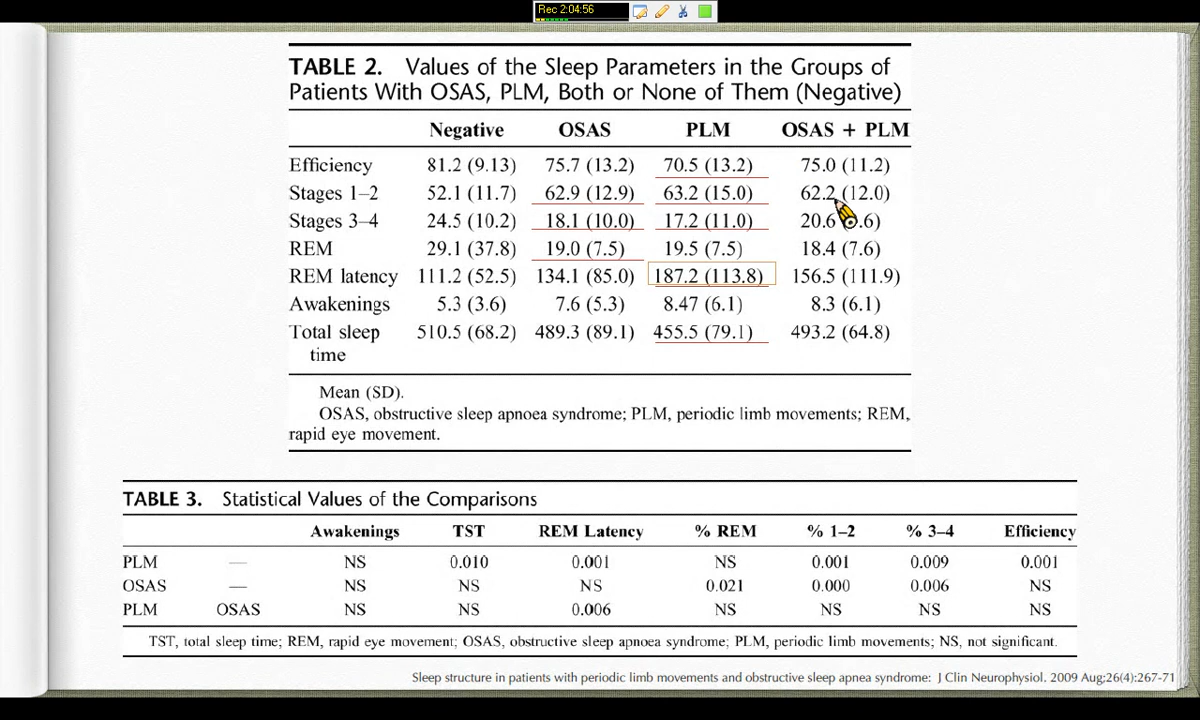 Rec 2:04:56
TABLE 2. Values of the Sleep Parameters in the Groups of
Patients With OSAS, PLM, Both or None of Them (Negative)
Negative OSAS PLM OSAS + PLM
Efficiency 81.2 (9.13) 75.7 (13.2) 70.5 (13.2) 75.0 (11.2)
Stages 1–2 52.1 (11.7) 62.9 (12.9) 63.2 (15.0) 62.2 (12.0)
Stages 3–4 24.5 (10.2) 18.1 (10.0) 17.2 (11.0) 20.6 .6)
REM 29.1 (37.8) 19.0 (7.5) 19.5 (7.5) 18.4 (7.6)
REM latency 111.2 (52.5) 134.1 (85.0) 187.2 (113.8) 156.5 (111.9)
Awakenings 5.3 (3.6) 7.6 (5.3) 8.47 (6.1) 8.3 (6.1)
Total sleep 510.5 (68.2) 489.3 (89.1) 455.5 (79.1) 493.2 (64.8)
time
Mean (SD).
OSAS, obstructive sleep apnoea syndrome; PLM, periodic limb movements; REM,
rapid eye movement.
TABLE 3. Statistical Values of the Comparisons
Awakenings TST REM Latency % REM % 1–2 % 3–4 Efficiency
PLM — NS 0.010 0.001 NS 0.001 0.009 0.001
OSAS — NS NS NS 0.021 0.000 0.006 NS
PLM OSAS NS NS 0.006 NS NS NS NS
TST, total sleep time; REM, rapid eye movement; OSAS, obstructive sleep apnoea syndrome; PLM, periodic limb movements; NS, not significant.
Sleep structure in patients with periodic limb movements and obstructive sleep apnea syndrome: J Clin Neurophysiol. 2009 Aug;26(4):267-71